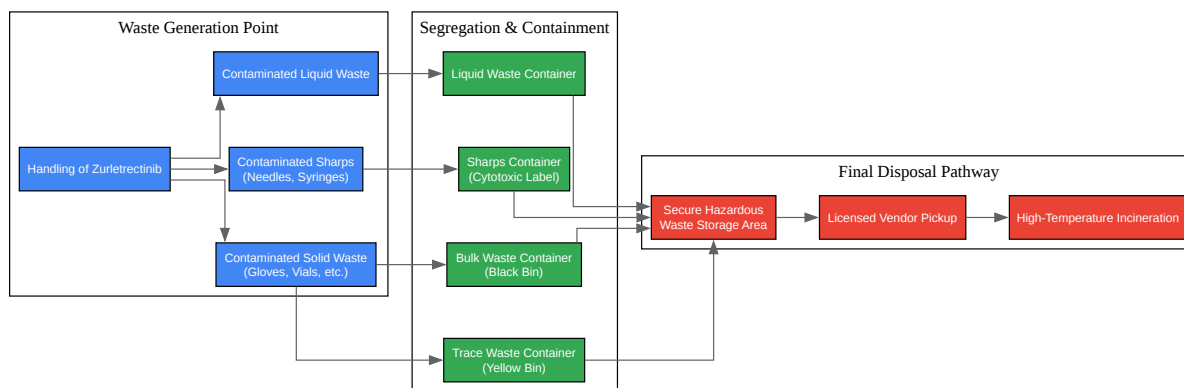 Waste Generation Point
Segregation & Containment
Contaminated Liquid Waste
Liquid Waste Container
Handling of Zurletrectinib
Contaminated Sharps
(Needles, Syringes)
Sharps Container
(Cytotoxic Label)
Final Disposal Pathway
Secure Hazardous
Waste Storage Area
Licensed Vendor Pickup
High-Temperature Incineration
Contaminated Solid Waste
(Gloves, Vials, etc.)
Bulk Waste Container
(Black Bin)
Trace Waste Container
(Yellow Bin)